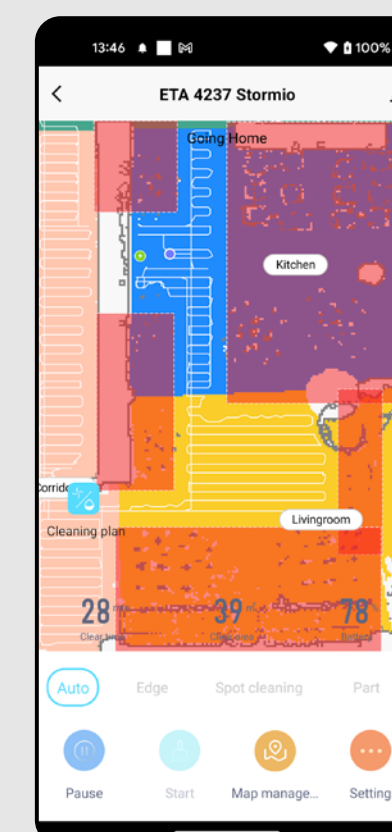 13:46
100%
ETA 4237 Stormio
Going Home
Kitchen
Corrid
Cleaning plan
Livingroom
28
39
78
Auto
Edge
Spot cleaning
Part
Pause
Start
Map manage...
Setting